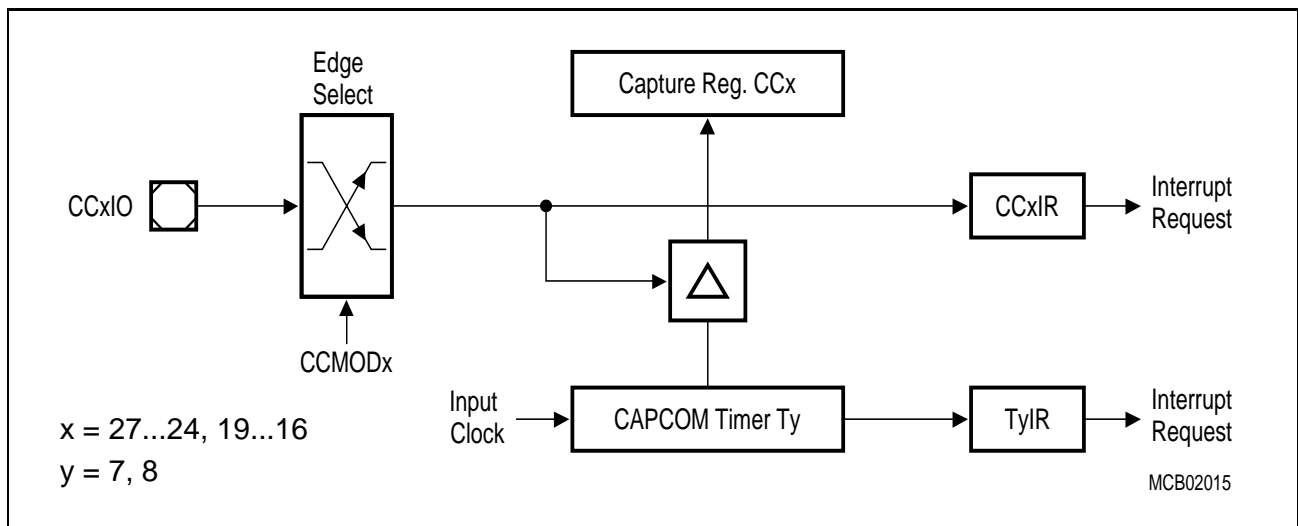 Edge
Select
Capture Reg. CCx
CCxIO
CCxIR
Interrupt
Request
CCMODx
Input
Clock
CAPCOM Timer Ty
TyIR
Interrupt
Request
x = 27...24, 19...16
y = 7, 8
MCB02015